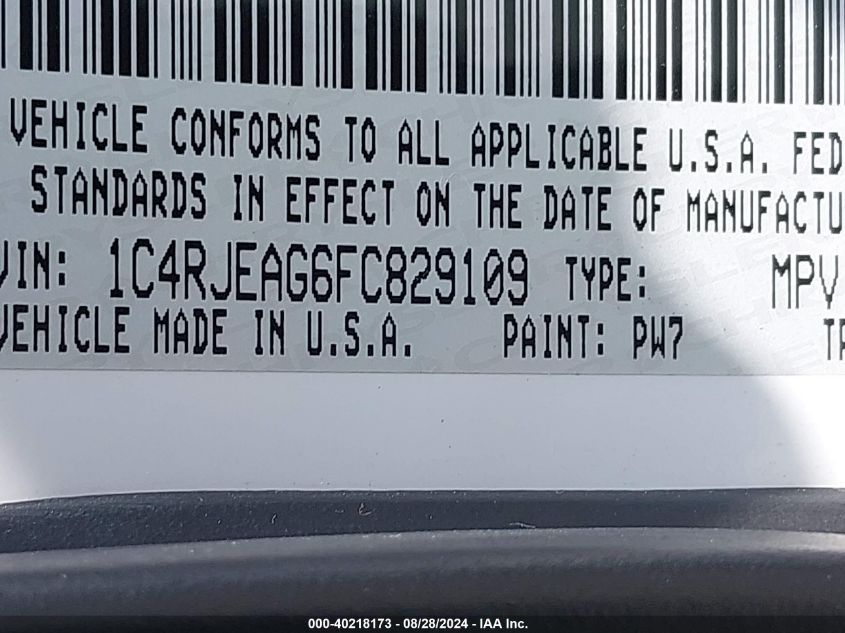 VEHICLE CONFORMS TO ALL APPLICABLE U.S.A. FED
STANDARDS IN EFFECT ON THE DATE OF MANUFACTU
VIN: 1C4RJEAG6FC829109 TYPE: MPV
VEHICLE MADE IN U.S.A. PAINT: PW7
000-40218173 - 08/28/2024 - IAA Inc.